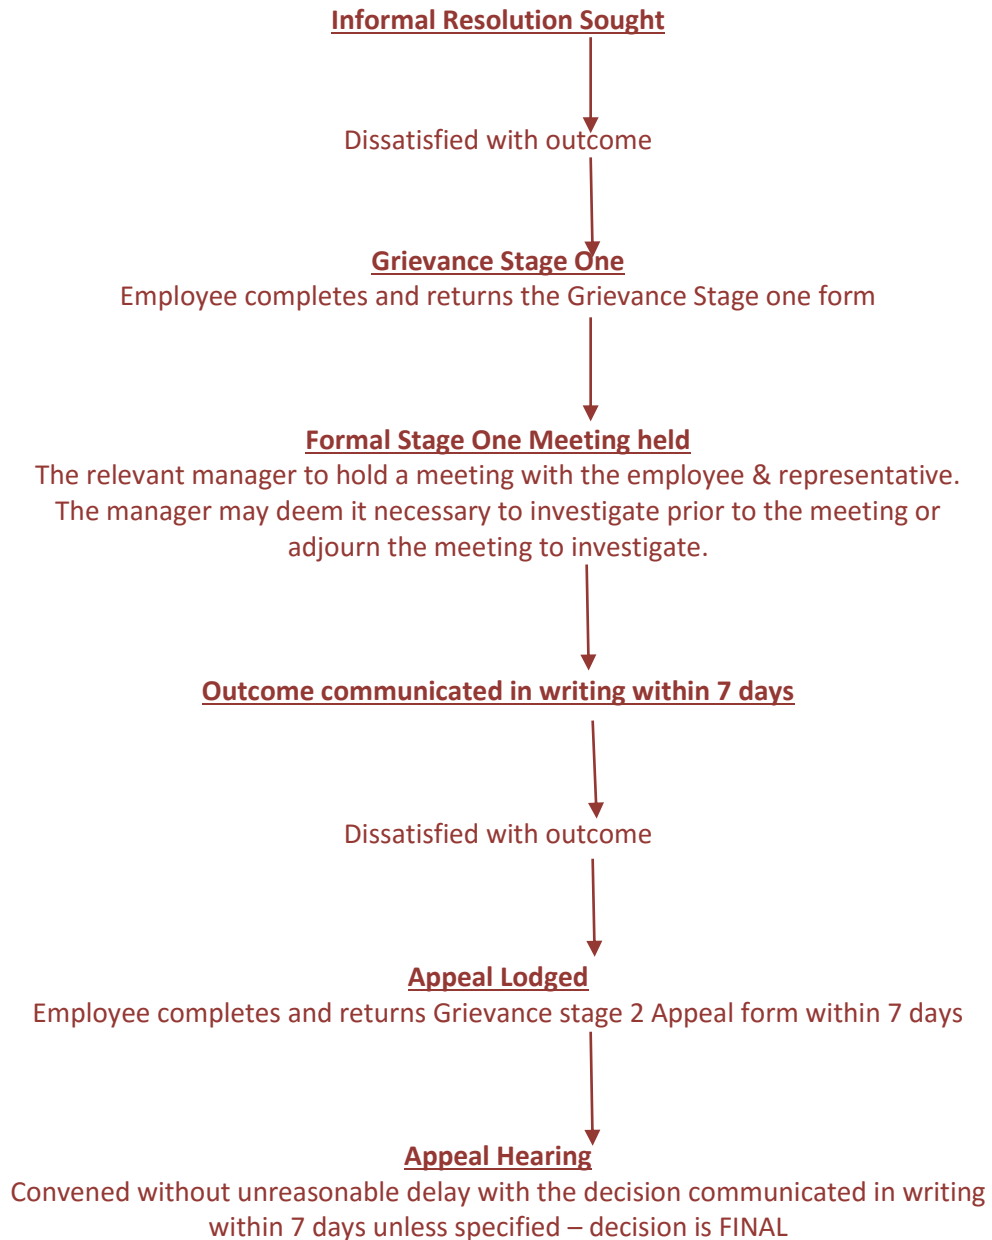 Informal Resolution Sought
Dissatisfied with outcome
Grievance Stage One
Employee completes and returns the Grievance Stage one form
Formal Stage One Meeting held
The relevant manager to hold a meeting with the employee & representative.
The manager may deem it necessary to investigate prior to the meeting or
adjourn the meeting to investigate.
Outcome communicated in writing within 7 days
Dissatisfied with outcome
Appeal Lodged
Employee completes and returns Grievance stage 2 Appeal form within 7 days
Appeal Hearing
Convened without unreasonable delay with the decision communicated in writing
within 7 days unless specified – decision is FINAL